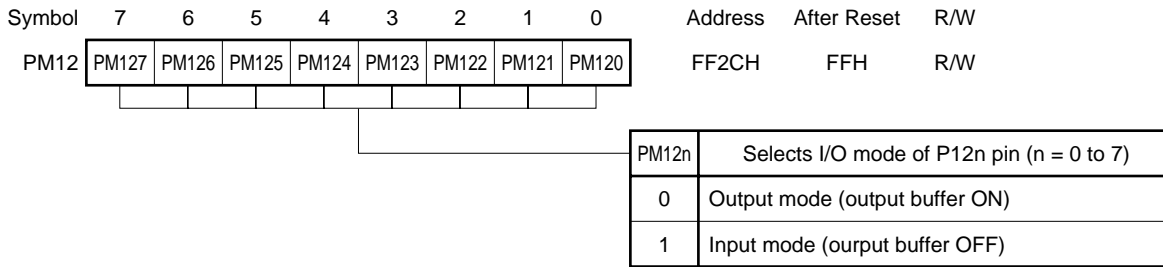 Symbol 7 6 5 4 3 2 1 0 Address After Reset R/W
PM12 PM127 PM126 PM125 PM124 PM123 PM122 PM121 PM120 FF2CH FFH R/W
PM12n Selects I/O mode of P12n pin (n = 0 to 7)
0 Output mode (output buffer ON)
1 Input mode (ourput buffer OFF)